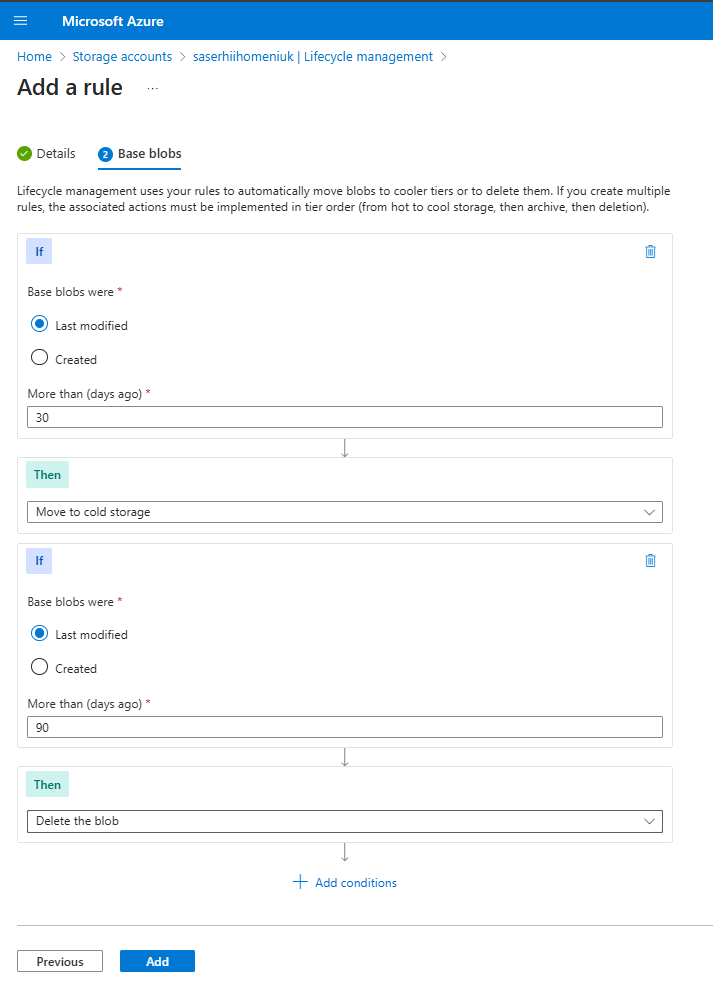 Microsoft Azure
Home > Storage accounts > saserhiihomeniuk | Lifecycle management >
Add a rule ...
Details 2 Base blobs
Lifecycle management uses your rules to automatically move blobs to cooler tiers or to delete them. If you create multiple
rules, the associated actions must be implemented in tier order (from hot to cool storage, then archive, then deletion).
If
Base blobs were *
Last modified
Created
More than (days ago) *
30
Then
Move to cold storage
If
Base blobs were *
Last modified
Created
More than (days ago) *
90
Then
Delete the blob
+ Add conditions
Previous Add